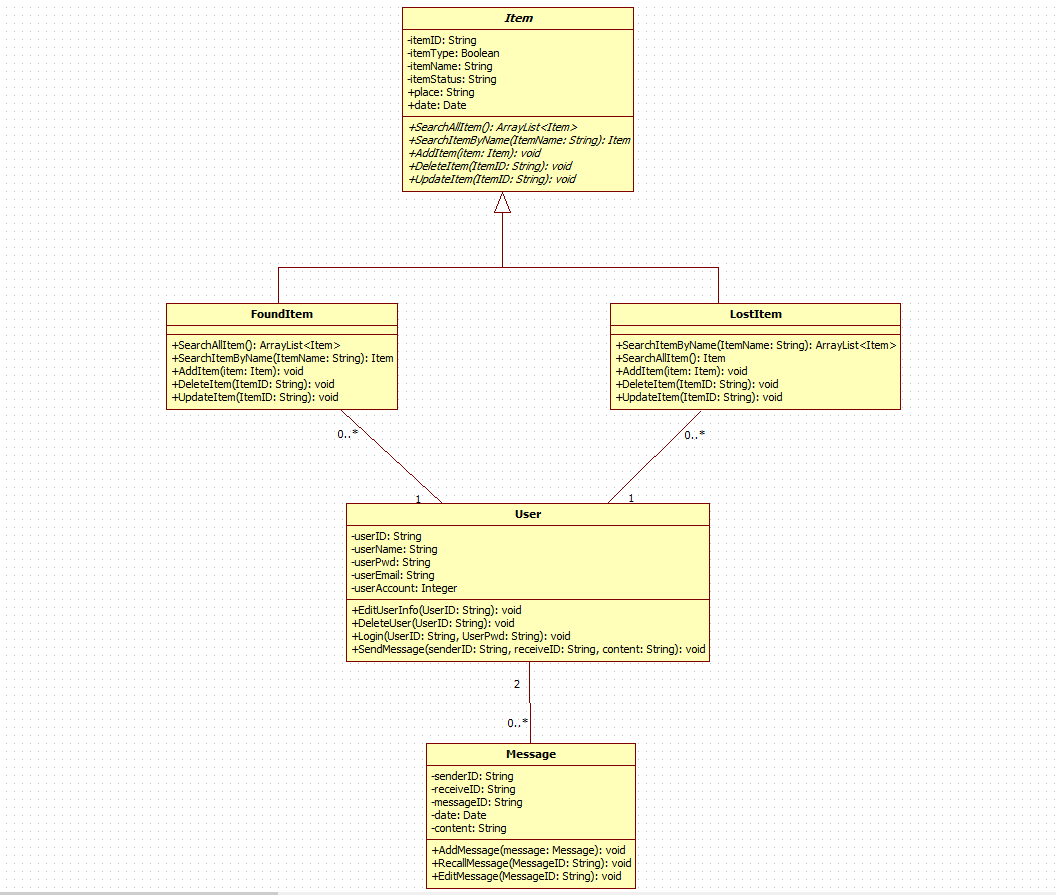 Item
-itemID: String
-itemType: Boolean
-itemName: String
-itemStatus: String
+place: String
+date: Date
+SearchAllItem(): ArrayList<Item>
+SearchItemByName(ItemName: String): Item
+AddItem(item: Item): void
+DeleteItem(ItemID: String): void
+UpdateItem(ItemID: String): void
FoundItem
+SearchAllItem(): ArrayList<Item>
+SearchItemByName(ItemName: String): Item
+AddItem(item: Item): void
+DeleteItem(ItemID: String): void
+UpdateItem(ItemID: String): void
LostItem
+SearchItemByName(ItemName: String): ArrayList<Item>
+SearchAllItem(): Item
+AddItem(item: Item): void
+DeleteItem(ItemID: String): void
+UpdateItem(ItemID: String): void
0..*
0..*
1
1
User
-userID: String
-userName: String
-userPwd: String
-userEmail: String
-userAccount: Integer
+EditUserInfo(UserID: String): void
+DeleteUser(UserID: String): void
+Login(UserID: String, UserPwd: String): void
+SendMessage(senderID: String, receiveID: String, content: String): void
2
0..*
Message
-senderID: String
-receiveID: String
-messageID: String
-date: Date
-content: String
+AddMessage(message: Message): void
+RecallMessage(MessageID: String): void
+EditMessage(MessageID: String): void